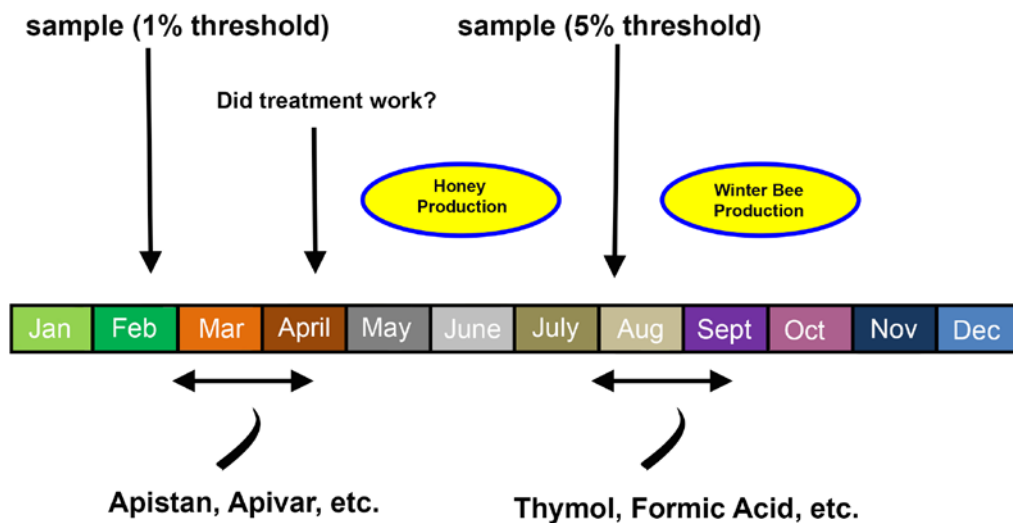 sample (1% threshold)
sample (5% threshold)
Did treatment work?
Honey
Production
Winter Bee
Production
Jan Feb Mar April May June July Aug Sept Oct Nov Dec
Apistan, Apivar, etc.
Thymol, Formic Acid, etc.